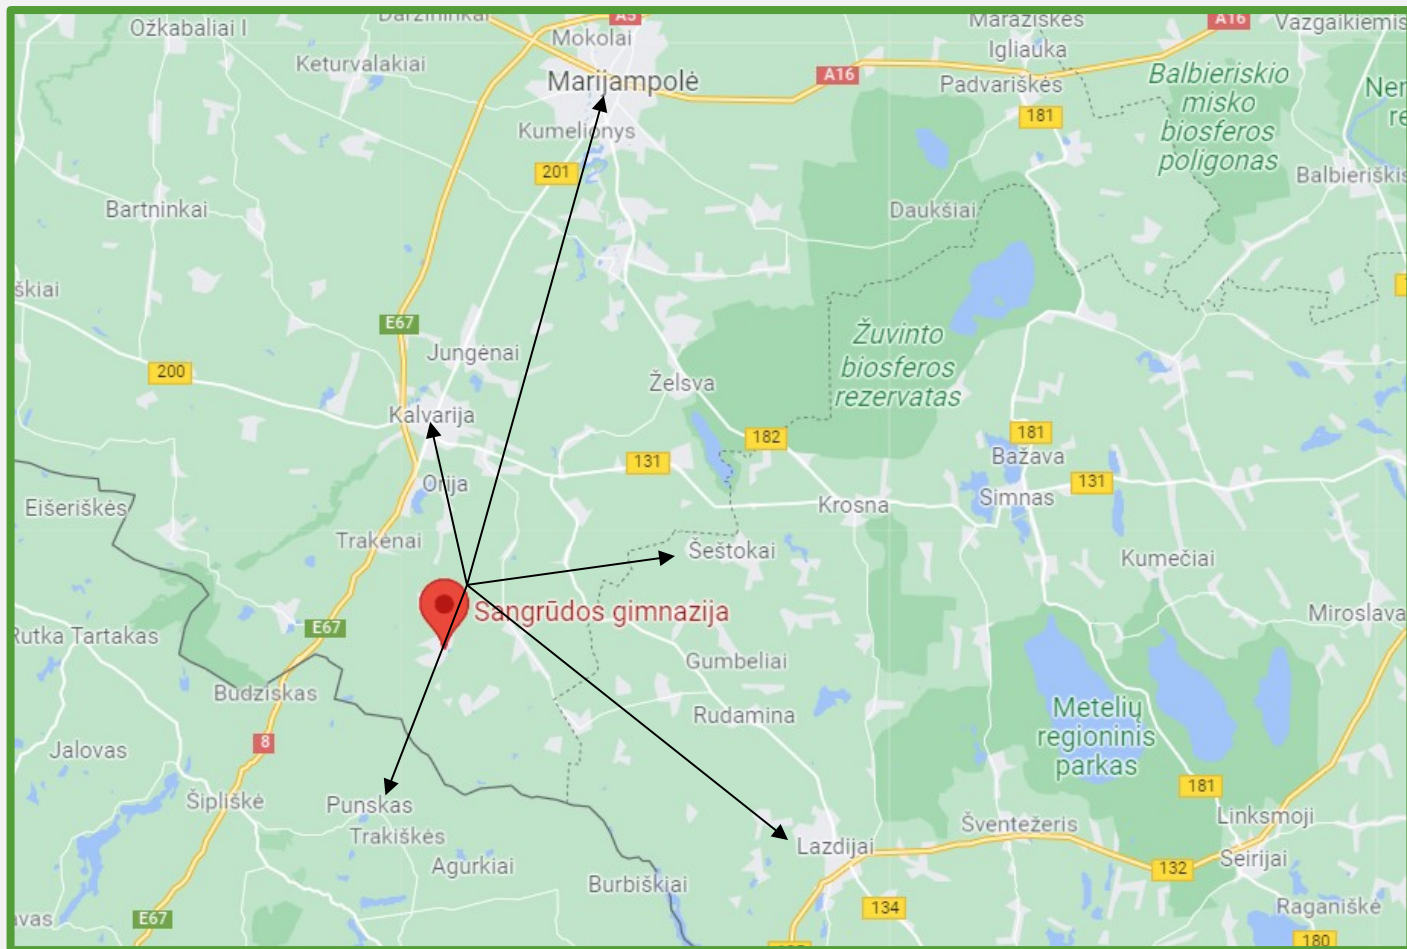 Ožkabaliai I
Marijampolė
Mokolai
Keturvalakiai
Kumelionys
A5
A16
A16
201
Igliauka
Padvariškės
181
Balbieriskio
misko
biosferos
poligonas
Balbieriškis
Bartninkai
Daukšiai
E67
200
Jungėnai
Kalvarija
Želsva
Žuvinto
biosferos
rezervatas
182
131
181
Bažava
131
Simnas
Krosna
Orija
Eišeriškės
Trakėnai
Šeštokai
Kumečiai
Sangrūdos gimnazija
Miroslava
Rutka Tartakas
E67
Gumbeliai
Budziskas
Rudamina
Metelių
regioninis
parkas
8
Jalovas
Šipliškė
Punskas
Trakiškės
Agurkiai
181
Linksmoji
Šventežeris
Lazdijai
132
Seirijai
Burbiškiai
134
Raganiškė
E67
180